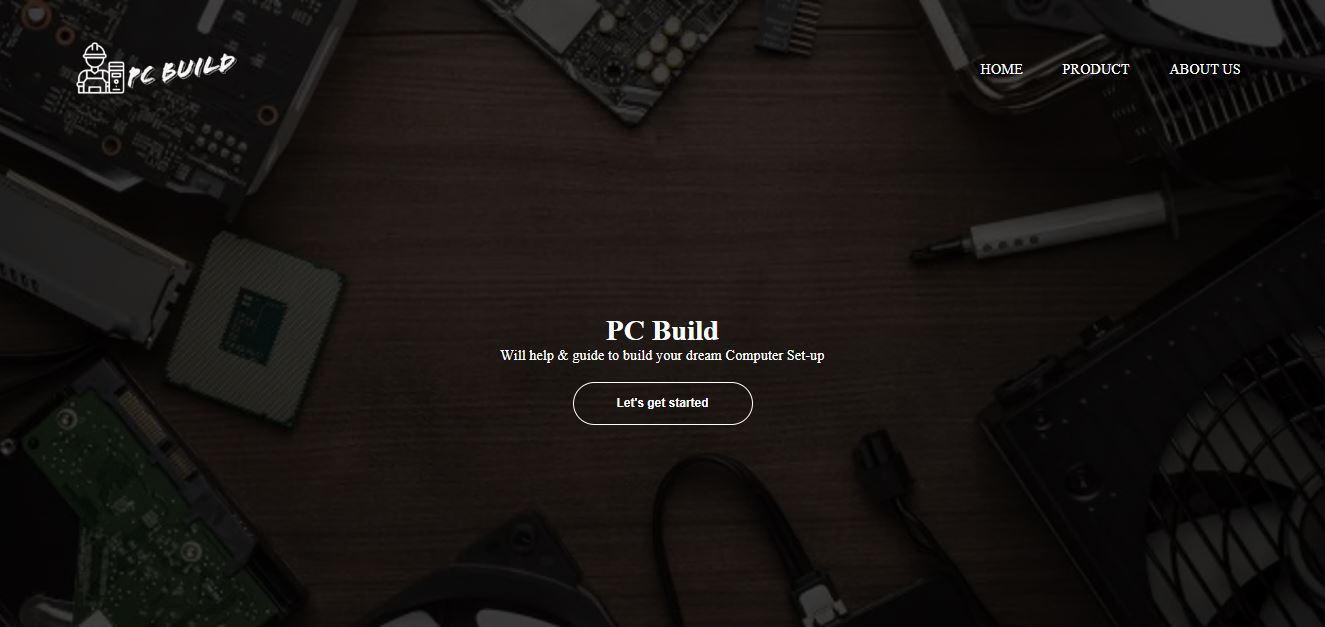 PC BUILD
HOME PRODUCT ABOUT US
PC Build
Will help & guide to build your dream Computer Set-up
Let's get started